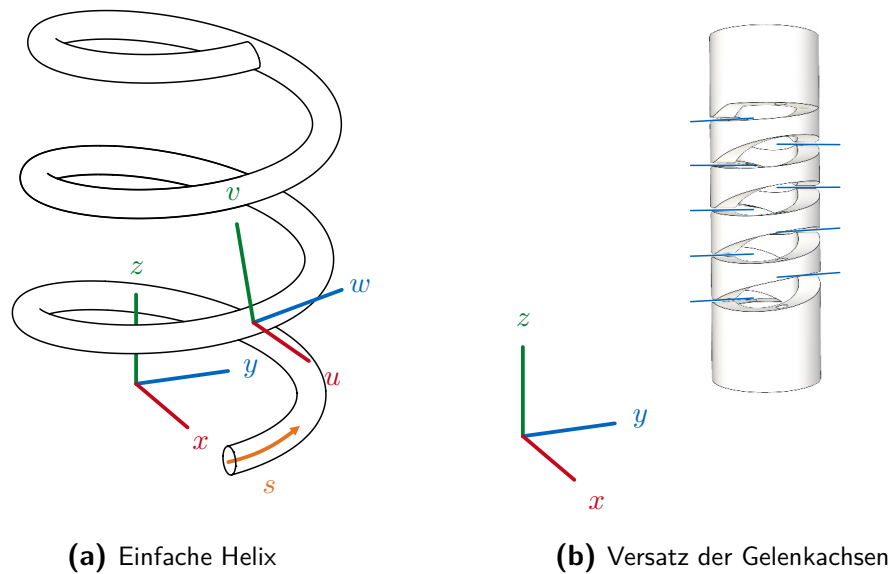 v
z
w
y
u
x
s
z
y
x
(a) Einfache Helix
(b) Versatz der Gelenkachsen